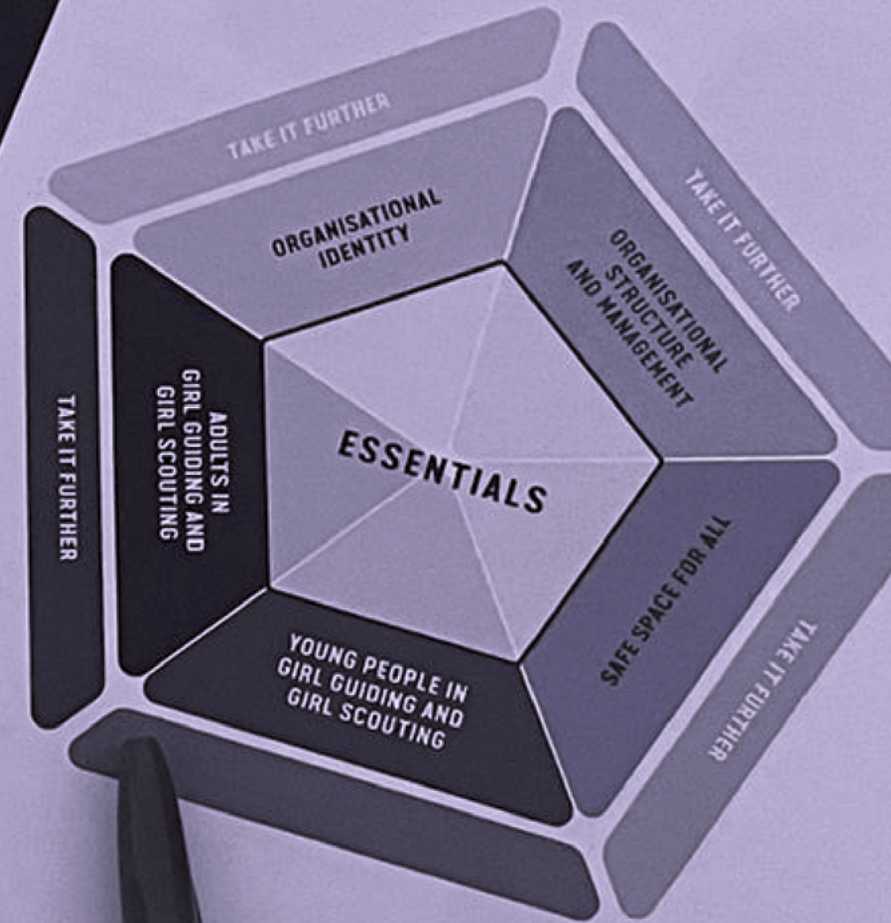 TAKE IT FURTHER
ORGANISATIONAL
IDENTITY
TAKE IT FURTHER
ORGANISATIONAL
STRUCTURE
AND MANAGEMENT
ESSENTIALS
ADULTS IN
GIRL GUIDING AND
GIRL SCOUTING
TAKE IT FURTHER
SAFE SPACE FOR ALL
TAKE IT FURTHER
YOUNG PEOPLE IN
GIRL GUIDING AND
GIRL SCOUTING